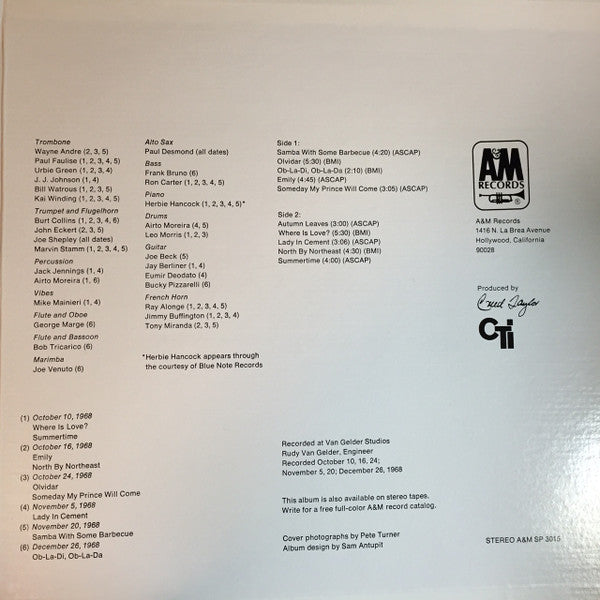 Trombone
Wayne Andre (2, 3, 5)
Paul Faulise (1, 2, 3, 4, 5)
Urbie Green (1, 2, 3, 4)
J. J. Johnson (1, 4)
Bill Watrous (1, 2, 3, 4, 5)
Kai Winding (1, 2, 3, 4, 5)
Trumpet and Flugelhorn
Burt Collins (1, 2, 3, 4, 6)
John Eckert (2, 3, 5)
Joe Shepley (all dates)
Marvin Stamm (1, 2, 3, 4, 5)
Percussion
Jack Jennings (1, 4)
Airto Moreira (1, 6)
Vibes
Mike Mainieri (1, 4)
Flute and Oboe
George Marge (6)
Flute and Bassoon
Bob Tricarico (6)
Marimba
Joe Venuto (6)
Alto Sax
Paul Desmond (all dates)
Bass
Frank Bruno (6)
Ron Carter (1, 2, 3, 4, 5)
Piano
Herbie Hancock (1, 2, 3, 4, 5)*
Drums
Airto Moreira (4, 5)
Leo Morris (1, 2, 3)
Guitar
Joe Beck (5)
Jay Berliner (1, 4)
Eumir Deodato (4)
Bucky Pizzarelli (6)
French Horn
Ray Alonge (1, 2, 3, 4, 5)
Jimmy Buffington (1, 2, 3, 4)
Tony Miranda (2, 3, 5)
*Herbie Hancock appears through
the courtesy of Blue Note Records
Side 1:
Samba With Some Barbecue (4:20) (ASCAP)
Olvidar (5:30) (BMI)
Ob-La-Di, Ob-La-Da (2:10) (BMI)
Emily (4:45) (ASCAP)
Someday My Prince Will Come (3:05) (ASCAP)
Side 2:
Autumn Leaves (3:00) (ASCAP)
Where Is Love? (5:30) (BMI)
Lady In Cement (3:06) (ASCAP)
North By Northeast (4:30) (BMI)
Summertime (4:00) (ASCAP)
A&M
RECORDS
®
A&M Records
1416 N. La Brea Avenue
Hollywood, California
90028
Produced by
Creed Taylor
CTi
(1) October 10, 1968
Where Is Love?
Summertime
(2) October 16, 1968
Emily
North By Northeast
(3) October 24, 1968
Olvidar
Someday My Prince Will Come
(4) November 5, 1968
Lady In Cement
(5) November 20, 1968
Samba With Some Barbecue
(6) December 26, 1968
Ob-La-Di, Ob-La-Da
Recorded at Van Gelder Studios
Rudy Van Gelder, Engineer
Recorded October 10, 16, 24;
November 5, 20; December 26, 1968
This album is also available on stereo tapes.
Write for a free full-color A&M record catalog.
Cover photographs by Pete Turner
Album design by Sam Antupit
STEREO A&M SP 3015